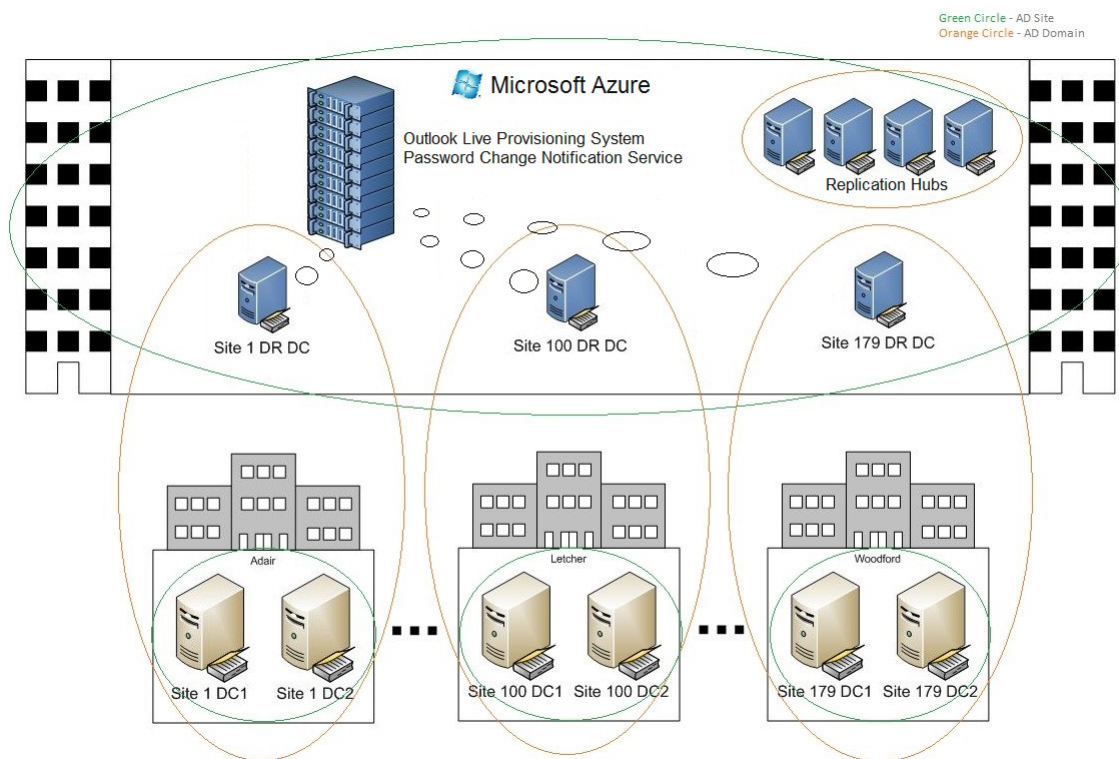 Green Circle - AD Site
Orange Circle - AD Domain
Microsoft Azure
Outlook Live Provisioning System
Password Change Notification Service
Replication Hubs
Site 1 DR DC
Site 100 DR DC
Site 179 DR DC
Adair
Letcher
Woodford
Site 1 DC1
Site 1 DC2
Site 100 DC1
Site 100 DC2
Site 179 DC1
Site 179 DC2